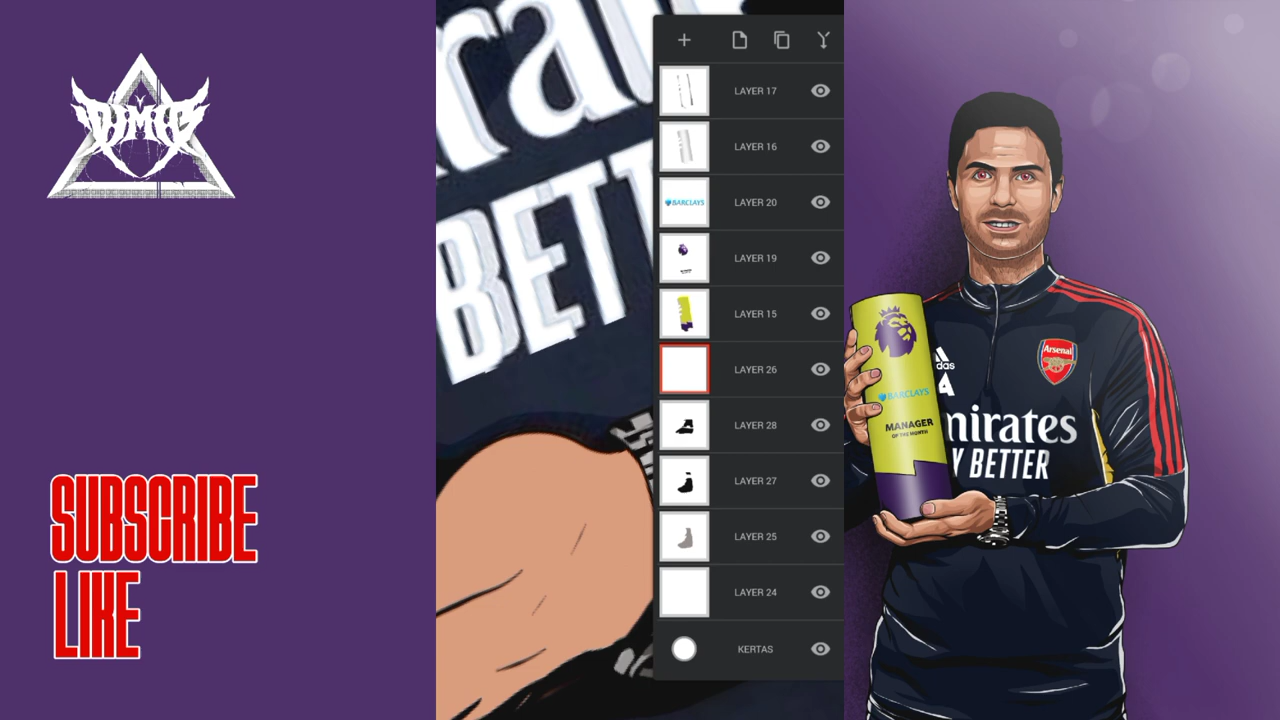 SUBSCRIBE
LIKE
BETT
LAYER 17
LAYER 16
BARCLAYS
LAYER 20
LAYER 19
LAYER 15
LAYER 26
LAYER 28
LAYER 27
LAYER 25
LAYER 24
KERTAS
das
Arsenal
BARCLAYS
MANAGER
OF THE MONTH
mirates
Y BETTER